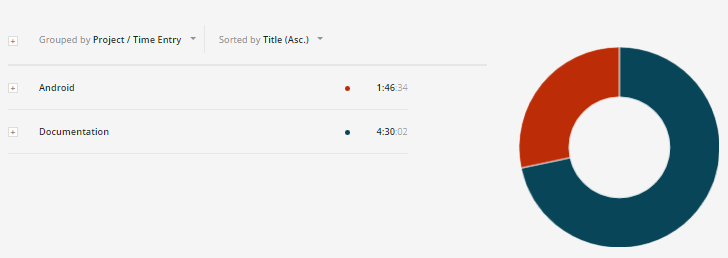 Grouped by Project / Time Entry Sorted by Title (Asc.)
Android 1:46:34
Documentation 4:30:02